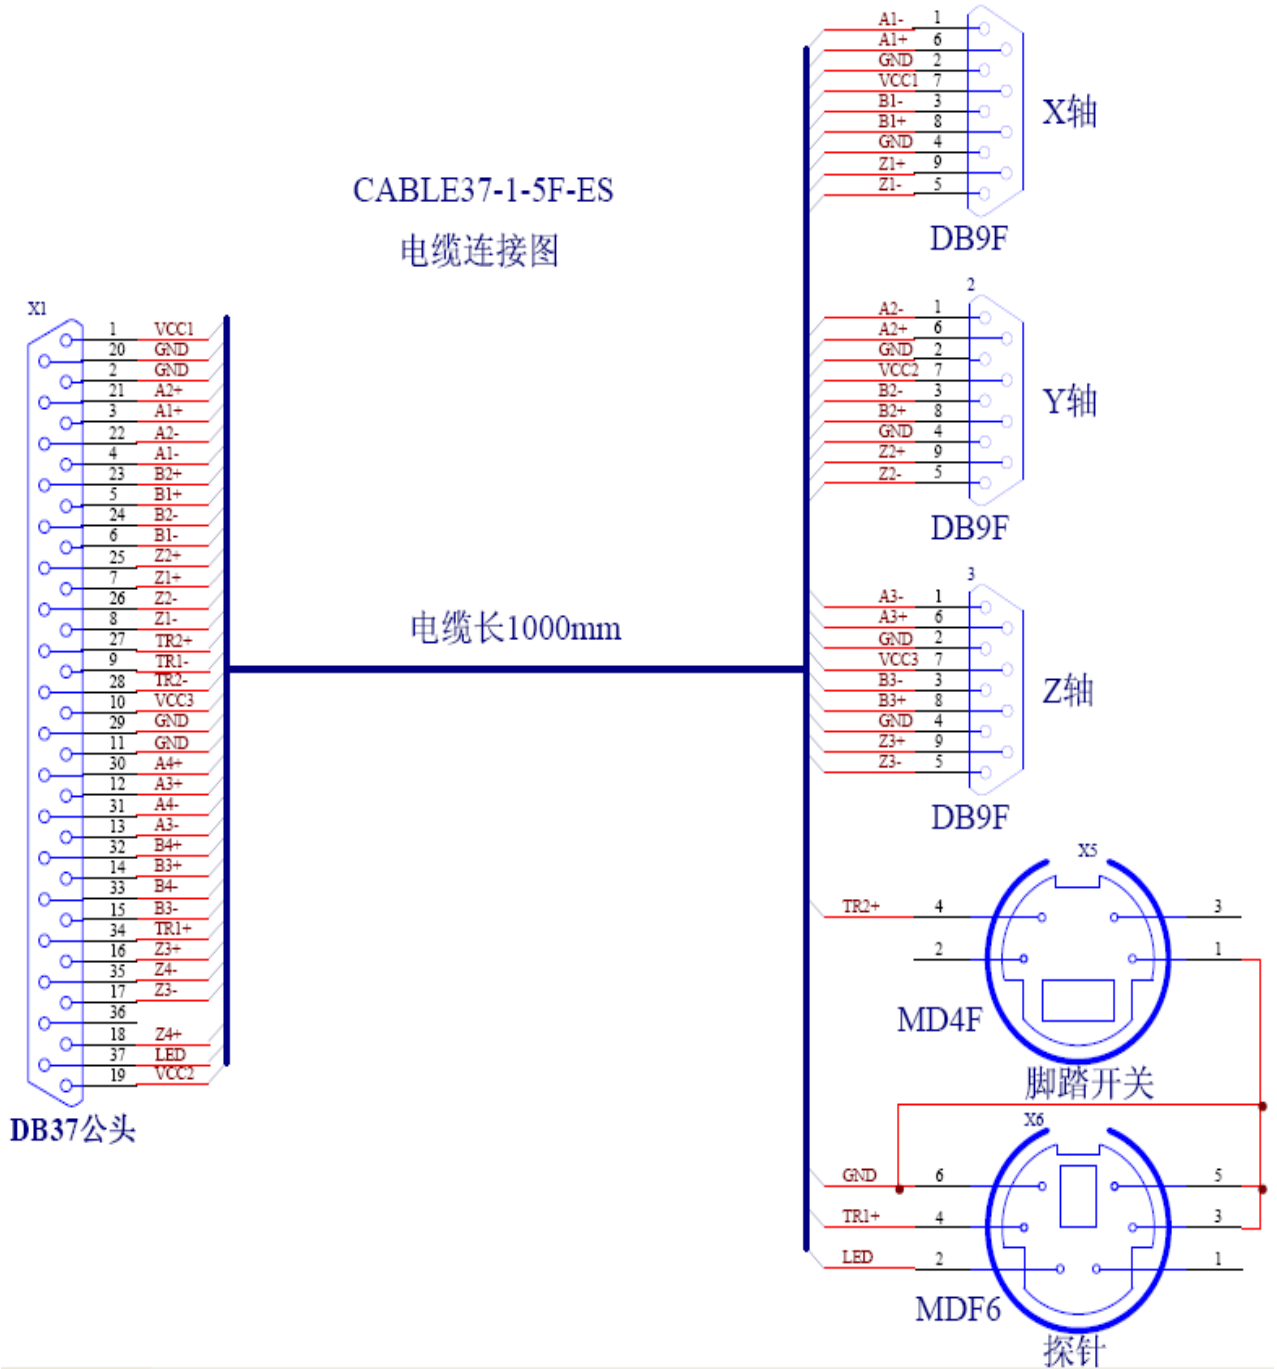 CABLE37-1-5F-ES
电缆连接图
X1
1 VCC1
20 GND
2 GND
21 A2+
3 A1+
22 A2-
4 A1-
23 B2+
5 B1+
24 B2-
6 B1-
25 Z2+
7 Z1+
26 Z2-
8 Z1-
27 TR2+
9 TR1-
28 TR2-
10 VCC3
29 GND
11 GND
30 A4+
12 A3+
31 A4-
13 A3-
32 B4+
14 B3+
33 B4-
15 B3-
34 TR1+
16 Z3+
35 Z4-
17 Z3-
36
18 Z4+
37 LED
19 VCC2
DB37公头
电缆长1000mm
A1- 1
A1+ 6
GND 2
VCC1 7
B1- 3
B1+ 8
GND 4
Z1+ 9
Z1- 5
X轴
DB9F
2
A2- 1
A2+ 6
GND 2
VCC2 7
B2- 3
B2+ 8
GND 4
Z2+ 9
Z2- 5
Y轴
DB9F
3
A3- 1
A3+ 6
GND 2
VCC3 7
B3- 3
B3+ 8
GND 4
Z3+ 9
Z3- 5
Z轴
DB9F
X5
TR2+ 4 3
2 1
MD4F
脚踏开关
X6
GND 6 5
TR1+ 4 3
LED 2 1
MDF6
探针